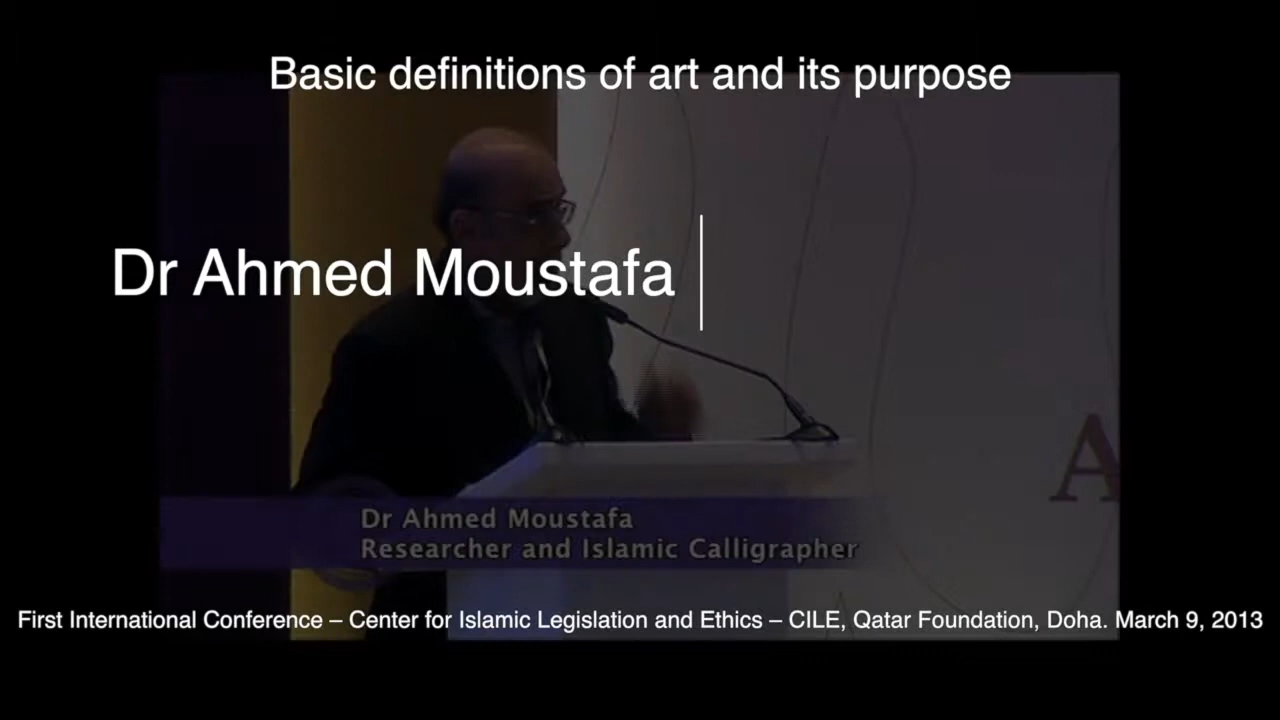 Basic definitions of art and its purpose
Dr Ahmed Moustafa
A
Dr Ahmed Moustafa
Researcher and Islamic Calligrapher
First International Conference – Center for Islamic Legislation and Ethics – CILE, Qatar Foundation, Doha. March 9, 2013